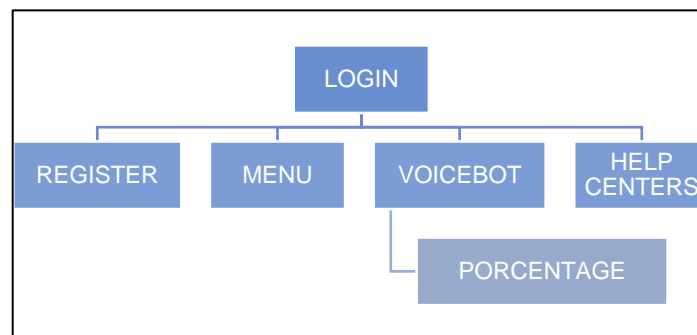 LOGIN
REGISTER
MENU
VOICEBOT
HELP
CENTERS
PORCENTAGE